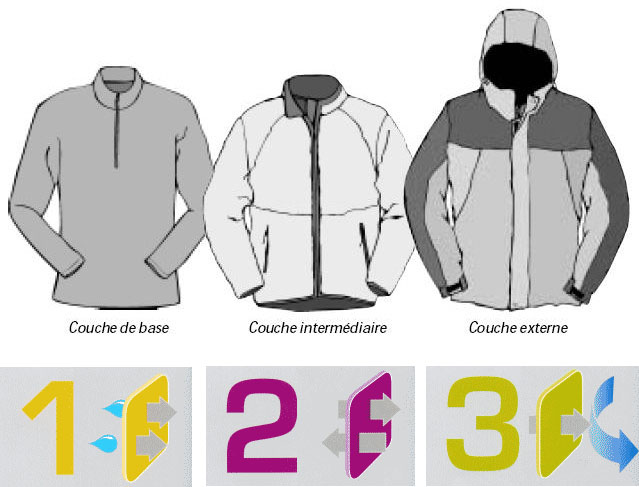 Couche de base
Couche intermédiaire
Couche externe
1
2
3